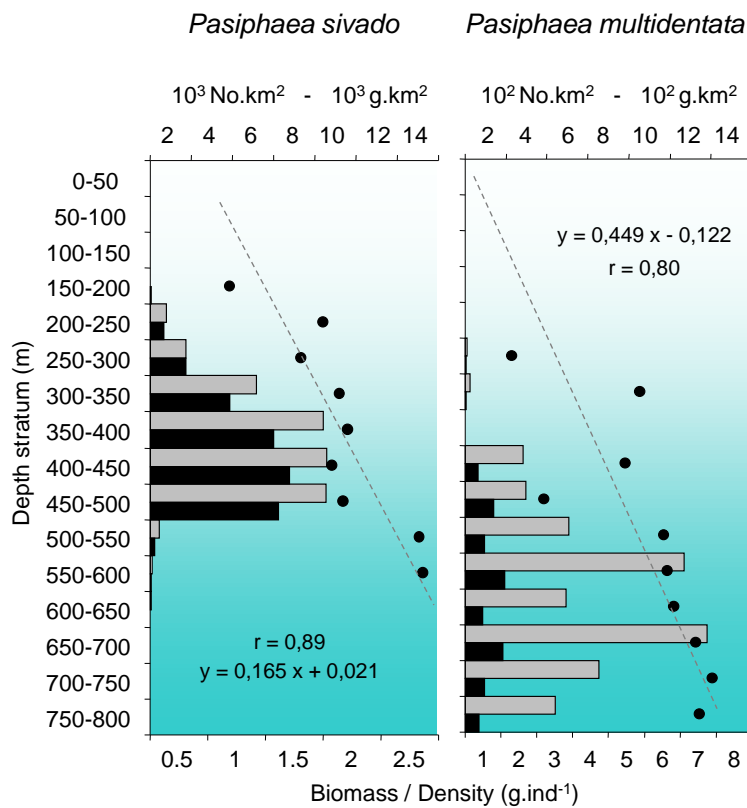 Pasiphaea sivado Pasiphaea multidentata
10³ No.km² - 10³ g.km² 10² No.km² - 10² g.km²
2 4 6 8 10 12 14 2 4 6 8 10 12 14
0-50
50-100
100-150
150-200
200-250
250-300
300-350
350-400
400-450
450-500
500-550
550-600
600-650
650-700
700-750
750-800
Depth stratum (m)
y = 0,449 x - 0,122
r = 0,80
r = 0,89
y = 0,165 x + 0,021
0.5 1 1.5 2 2.5 1 2 3 4 5 6 7 8
Biomass / Density (g.ind⁻¹)